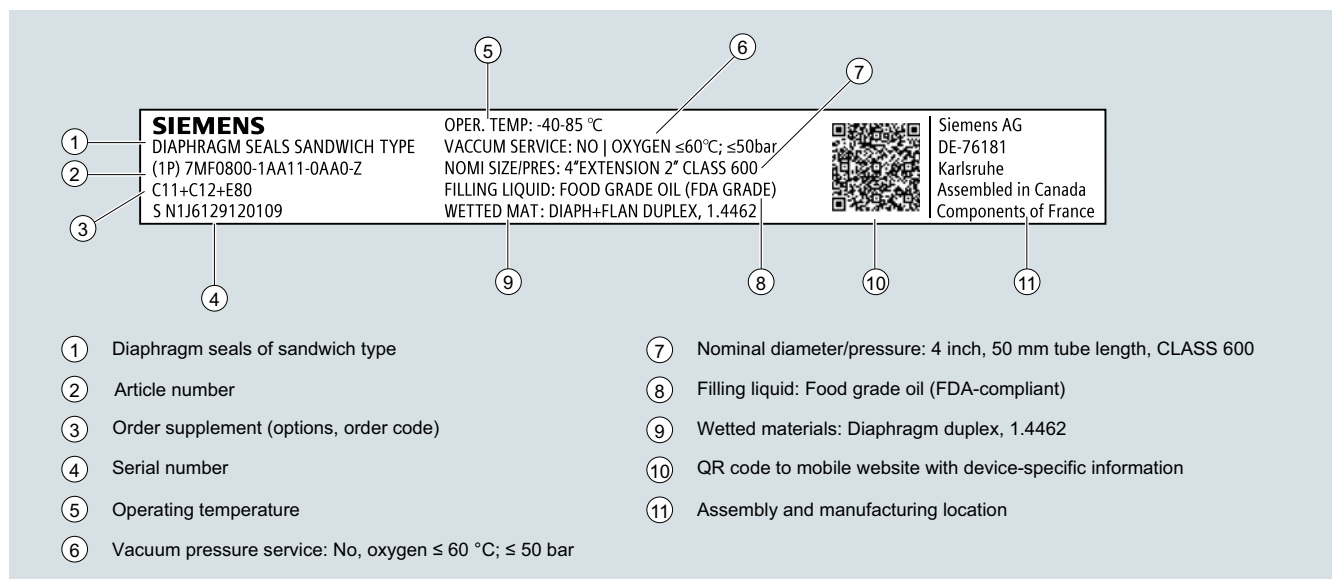 5
6
7
1
2
3
SIEMENS
DIAPHRAGM SEALS SANDWICH TYPE
(1P) 7MF0800-1AA11-0AA0-Z
C11+C12+E80
S N1J6129120109
OPER. TEMP: -40-85 °C
VACCUM SERVICE: NO | OXYGEN ≤60℃; ≤50bar
NOMI SIZE/PRES: 4"EXTENSION 2" CLASS 600
FILLING LIQUID: FOOD GRADE OIL (FDA GRADE)
WETTED MAT: DIAPH+FLAN DUPLEX, 1.4462
Siemens AG
DE-76181
Karlsruhe
Assembled in Canada
Components of France
4
9
8
10
11
1 Diaphragm seals of sandwich type
2 Article number
3 Order supplement (options, order code)
4 Serial number
5 Operating temperature
6 Vacuum pressure service: No, oxygen ≤ 60 °C; ≤ 50 bar
7 Nominal diameter/pressure: 4 inch, 50 mm tube length, CLASS 600
8 Filling liquid: Food grade oil (FDA-compliant)
9 Wetted materials: Diaphragm duplex, 1.4462
10 QR code to mobile website with device-specific information
11 Assembly and manufacturing location